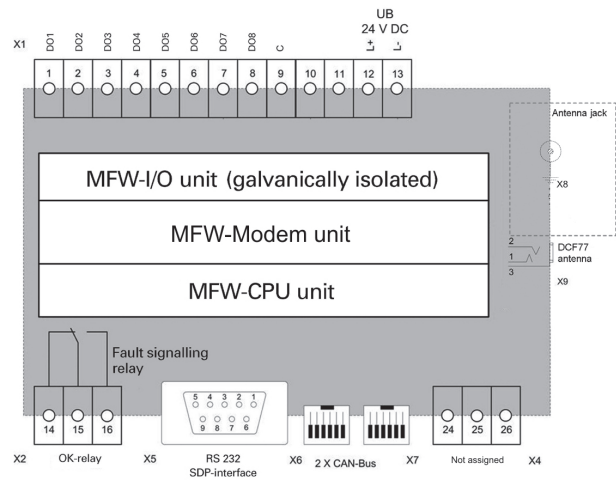 UB
24 V DC
X1
DO1
DO2
DO3
DO4
DO5
DO6
DO7
DO8
C
L+
L-
1 2 3 4 5 6 7 8 9 10 11 12 13
Antenna jack
X8
MFW-I/O unit (galvanically isolated)
MFW-Modem unit
MFW-CPU unit
2
1
3
DCF77
antenna
X9
Fault signalling
relay
5 4 3 2 1
9 8 7 6
14 15 16
24 25 26
X2
OK-relay
X5
RS 232
SDP-interface
X6
2 X CAN-Bus
X7
Not assigned
X4